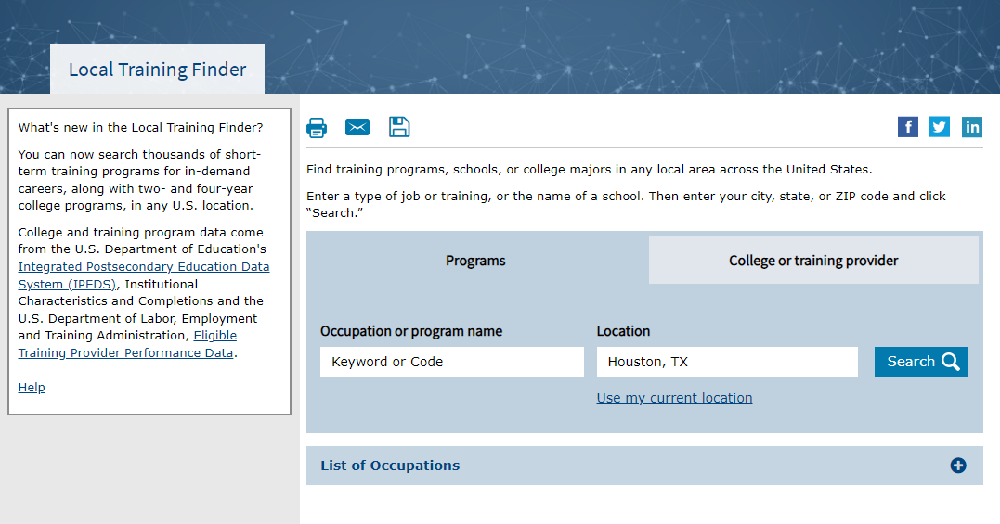 Local Training Finder
What's new in the Local Training Finder?
You can now search thousands of short-
term training programs for in-demand
careers, along with two- and four-year
college programs, in any U.S. location.
College and training program data come
from the U.S. Department of Education's
Integrated Postsecondary Education Data
System (IPEDS), Institutional
Characteristics and Completions and the
U.S. Department of Labor, Employment
and Training Administration, Eligible
Training Provider Performance Data.
Help
f
in
Find training programs, schools, or college majors in any local area across the United States.
Enter a type of job or training, or the name of a school. Then enter your city, state, or ZIP code and click
“Search.”
Programs
College or training provider
Occupation or program name
Location
Keyword or Code
Houston, TX
Search
Use my current location
List of Occupations